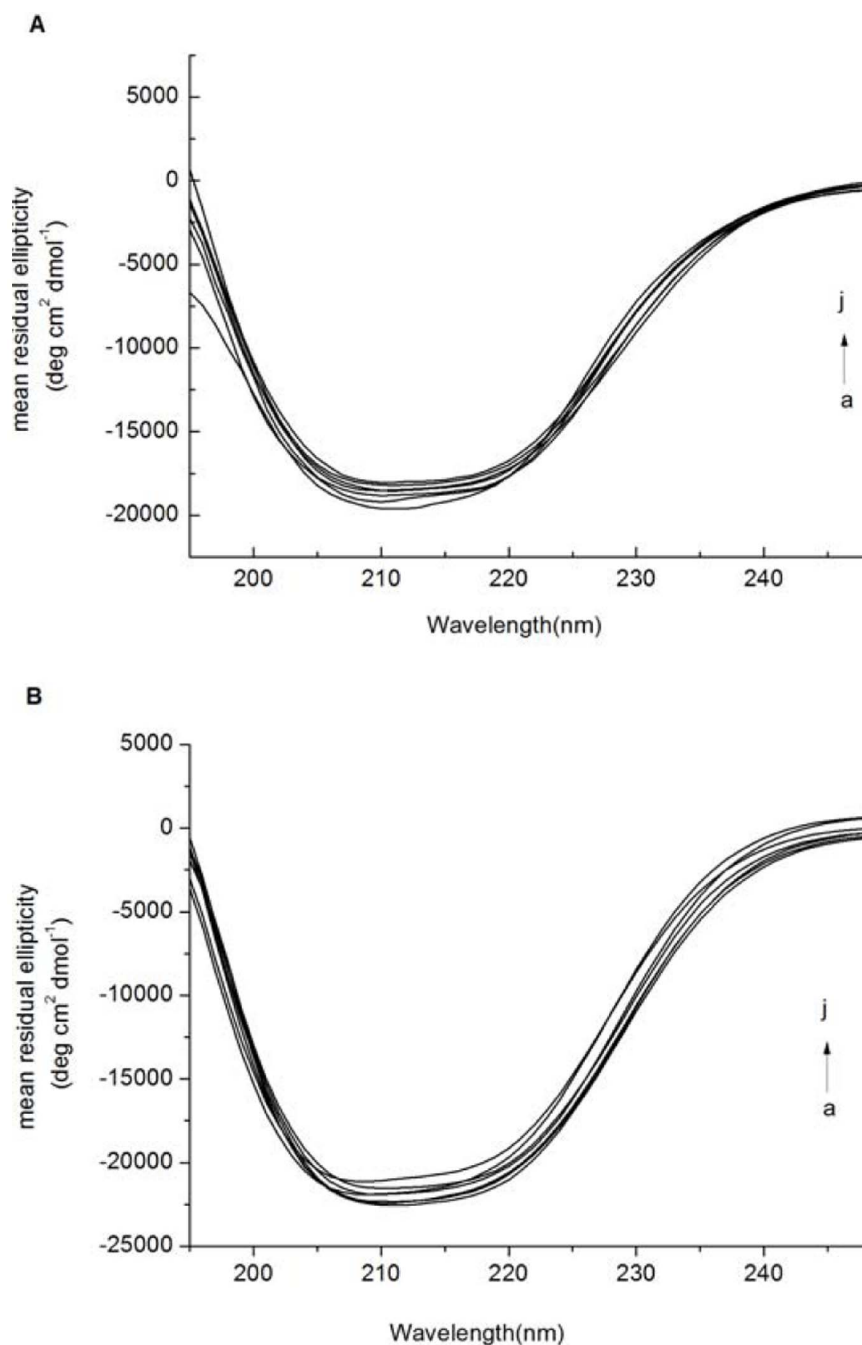 A
5000
0
-5000
-10000
-15000
-20000
mean residual ellipticity
(deg cm² dmol⁻¹)
j
a
200
210
220
230
240
Wavelength(nm)
B
5000
0
-5000
-10000
-15000
-20000
-25000
mean residual ellipticity
(deg cm² dmol⁻¹)
j
a
200
210
220
230
240
Wavelength(nm)